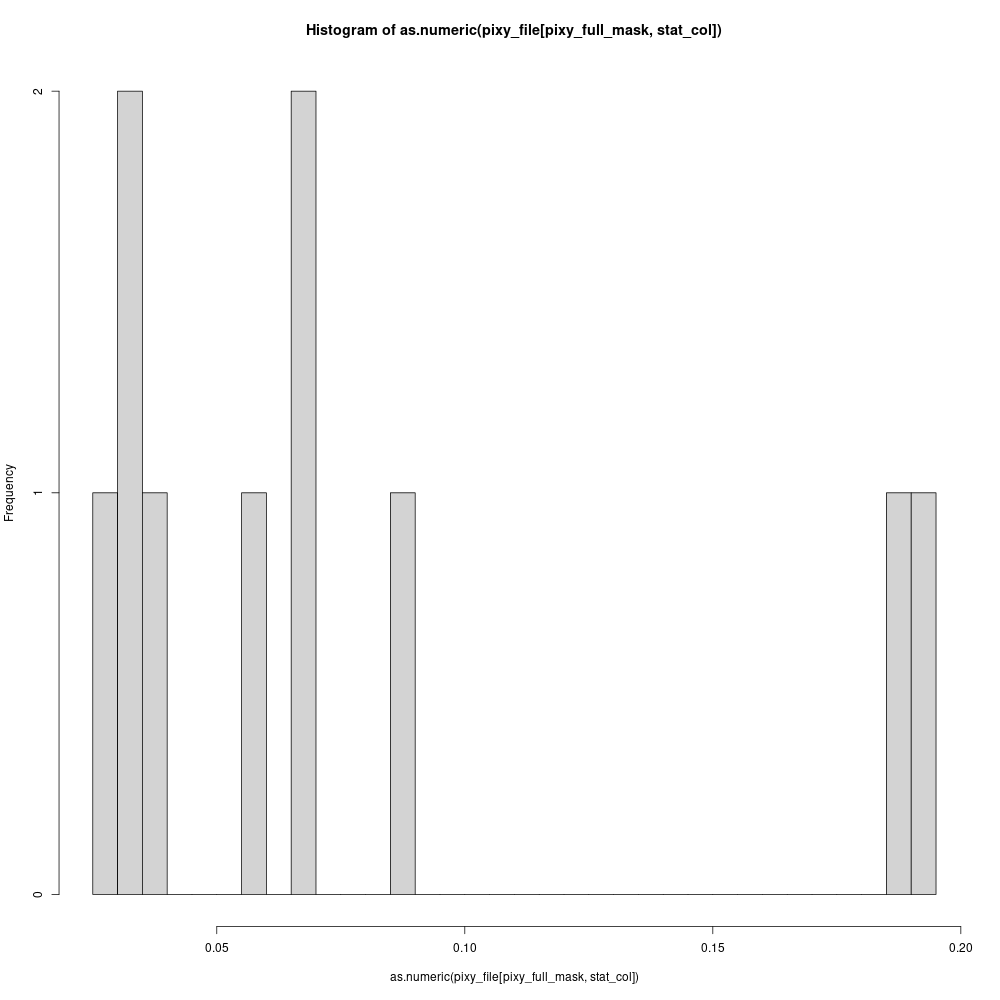 Histogram of as.numeric(pixy_file[pixy_full_mask, stat_col])
2
1
0
Frequency
0.05 0.10 0.15 0.20
as.numeric(pixy_file[pixy_full_mask, stat_col])